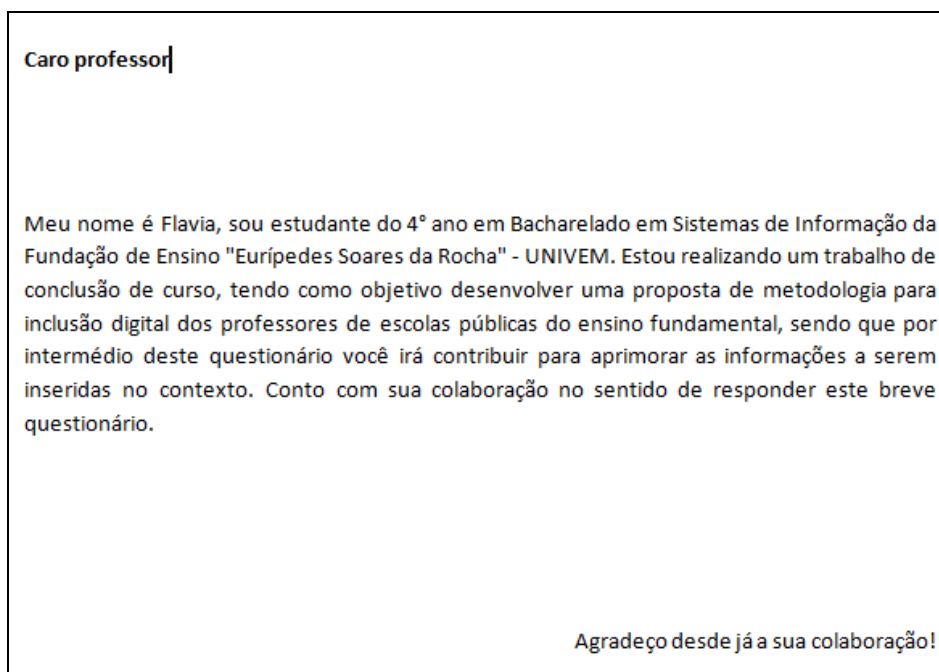 Caro professor
Meu nome é Flavia, sou estudante do 4° ano em Bacharelado em Sistemas de Informação da
Fundação de Ensino "Eurípedes Soares da Rocha" - UNIVEM. Estou realizando um trabalho de
conclusão de curso, tendo como objetivo desenvolver uma proposta de metodologia para
inclusão digital dos professores de escolas públicas do ensino fundamental, sendo que por
intermédio deste questionário você irá contribuir para aprimorar as informações a serem
inseridas no contexto. Conto com sua colaboração no sentido de responder este breve
questionário.
Agradeço desde já a sua colaboração!